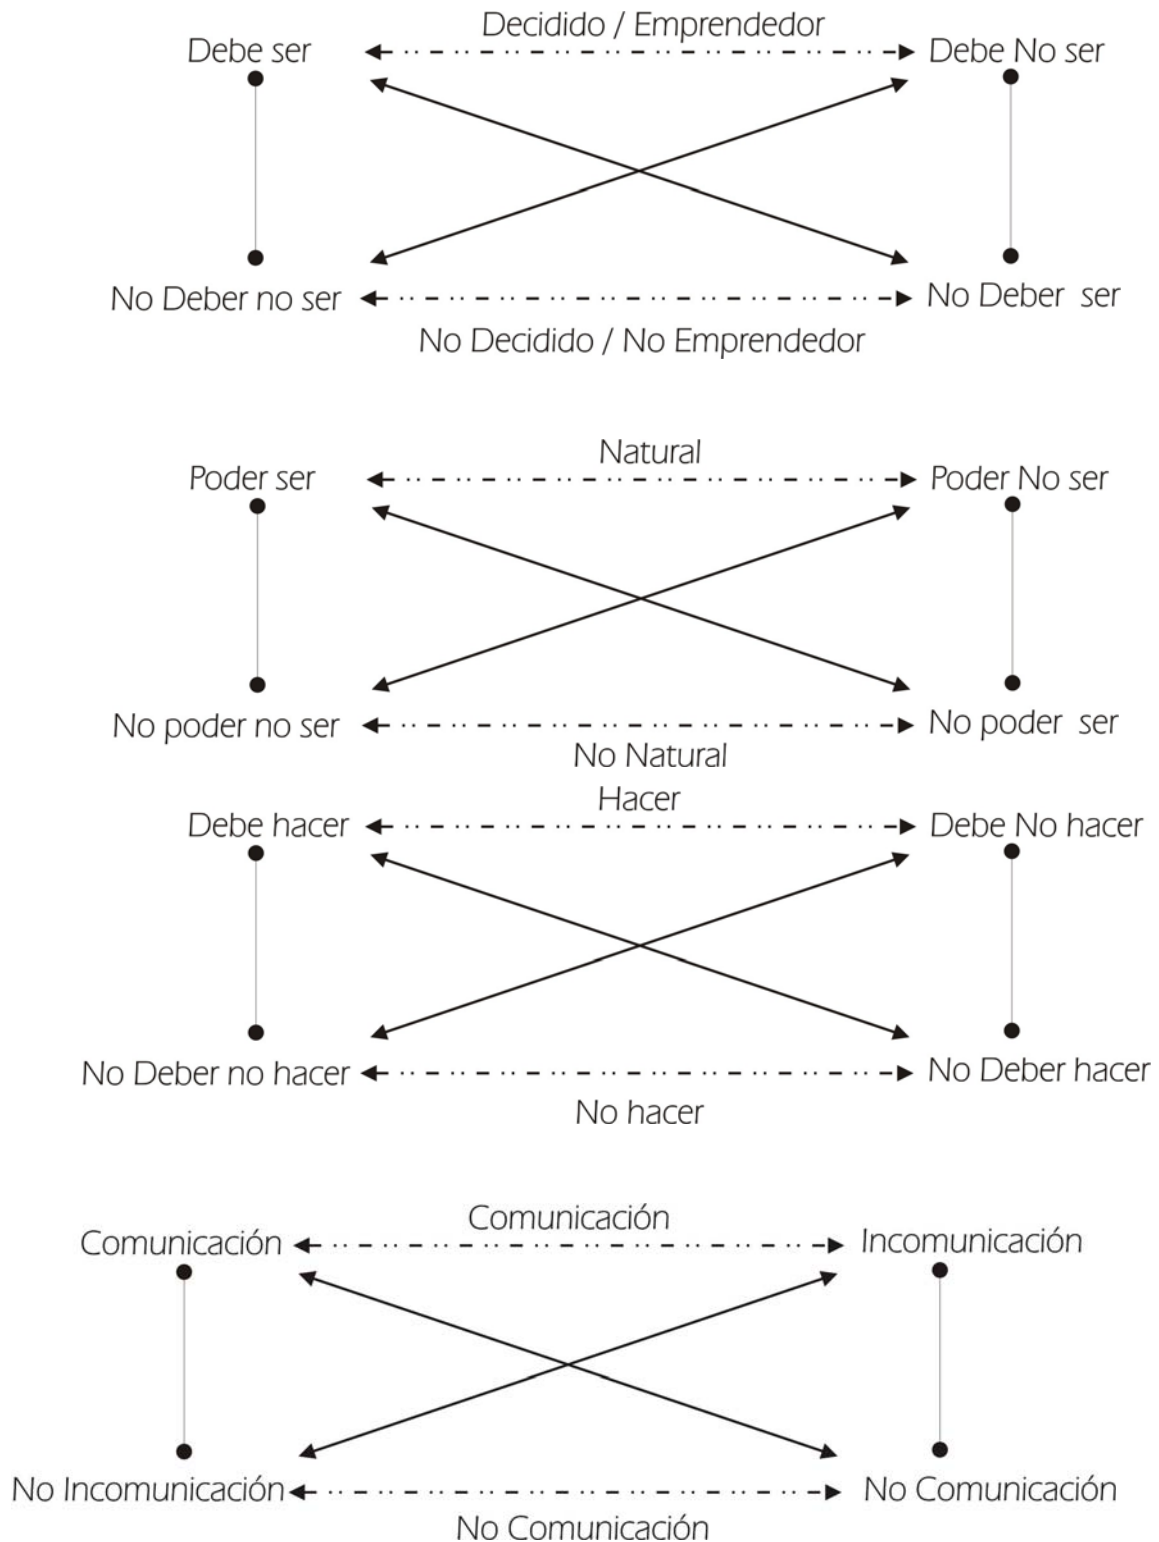 Decidido / Emprendedor
Debe ser
Debe No ser
No Deber no ser
No Deber ser
No Decidido / No Emprendedor
Natural
Poder ser
Poder No ser
No poder no ser
No poder ser
No Natural
Hacer
Debe hacer
Debe No hacer
No Deber no hacer
No Deber hacer
No hacer
Comunicación
Comunicación
Incomunicación
No Incomunicación
No Comunicación
No Comunicación